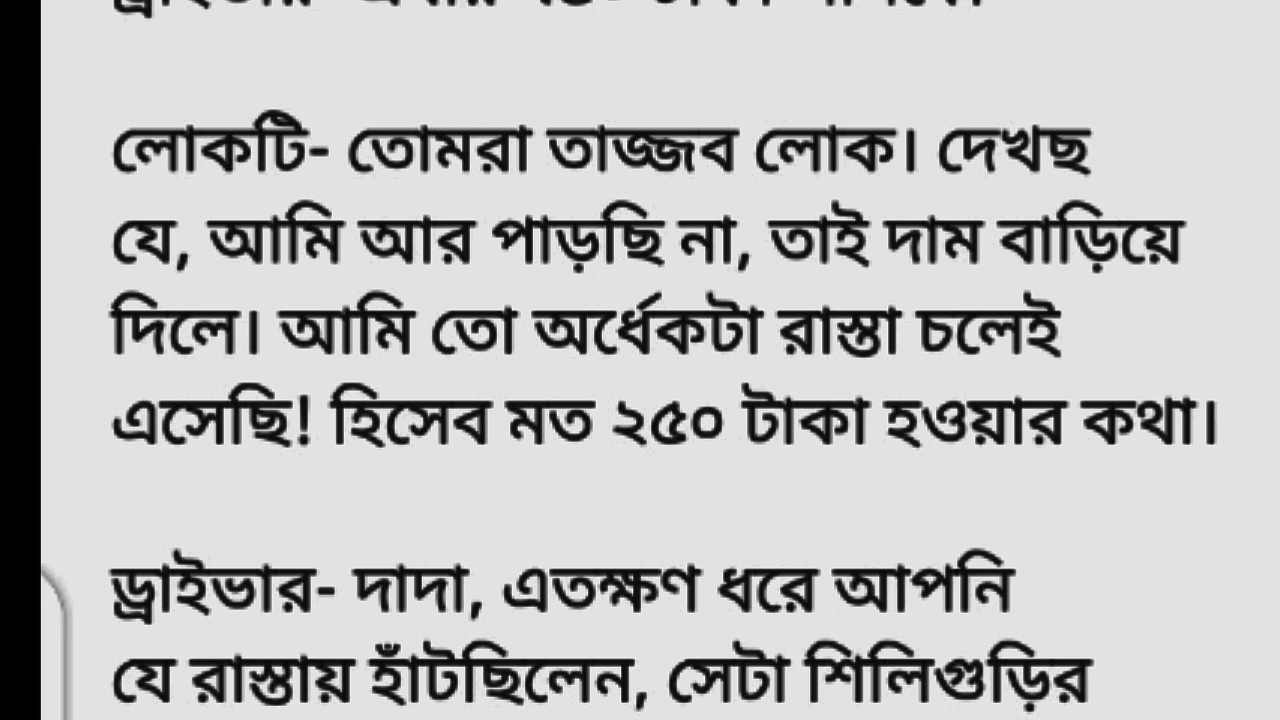 লোকটি- তোমরা তাজ্জব লোক। দেখছ
যে, আমি আর পাড়ছি না, তাই দাম বাড়িয়ে
দিলে। আমি তো অর্ধেকটা রাস্তা চলেই
এসেছি! হিসেব মত ২৫০ টাকা হওয়ার কথা।
ড্রাইভার- দাদা, এতক্ষণ ধরে আপনি
যে রাস্তায় হাঁটছিলেন, সেটা শিলিগুড়ির